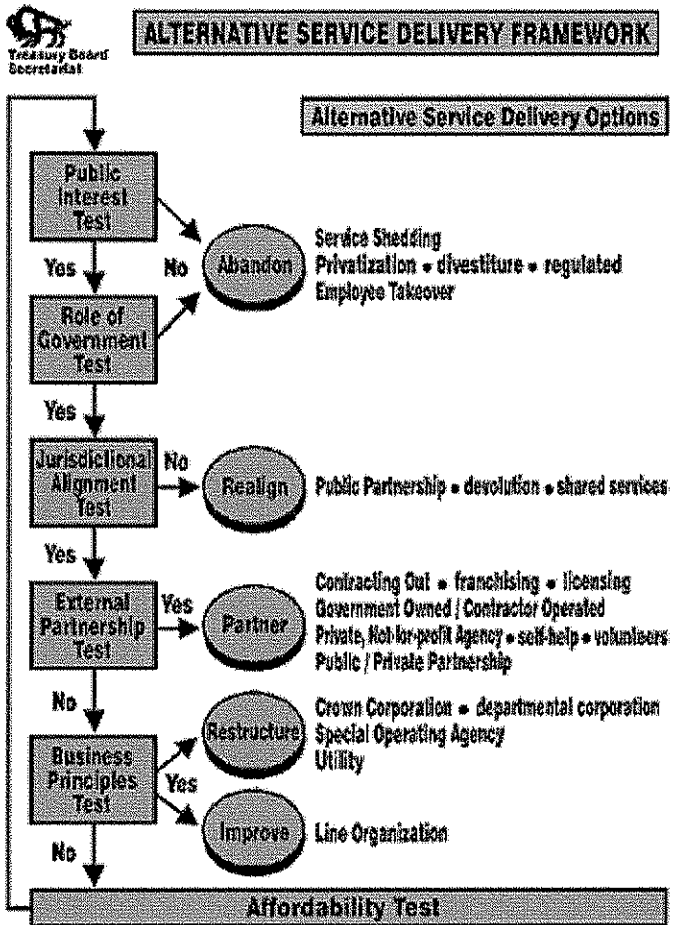 Treasury Board
Secretariat
ALTERNATIVE SERVICE DELIVERY FRAMEWORK
Alternative Service Delivery Options
Public
Interest
Test
Yes
No
Abandon
Service Shedding
Privatization • divestiture • regulated
Employee Takeover
Role of
Government
Test
Yes
Jurisdictional
Alignment
Test
No
Realign
Public Partnership • devolution • shared services
Yes
External
Partnership
Test
Yes
Partner
Contracting Out • franchising • licensing
Government Owned / Contractor Operated
Private, Not-for-profit Agency • self-help • volunteers
Public / Private Partnership
No
Business
Principles
Test
Yes
Restructure
Crown Corporation • departmental corporation
Special Operating Agency
Utility
Improve
Line Organization
No
Affordability Test